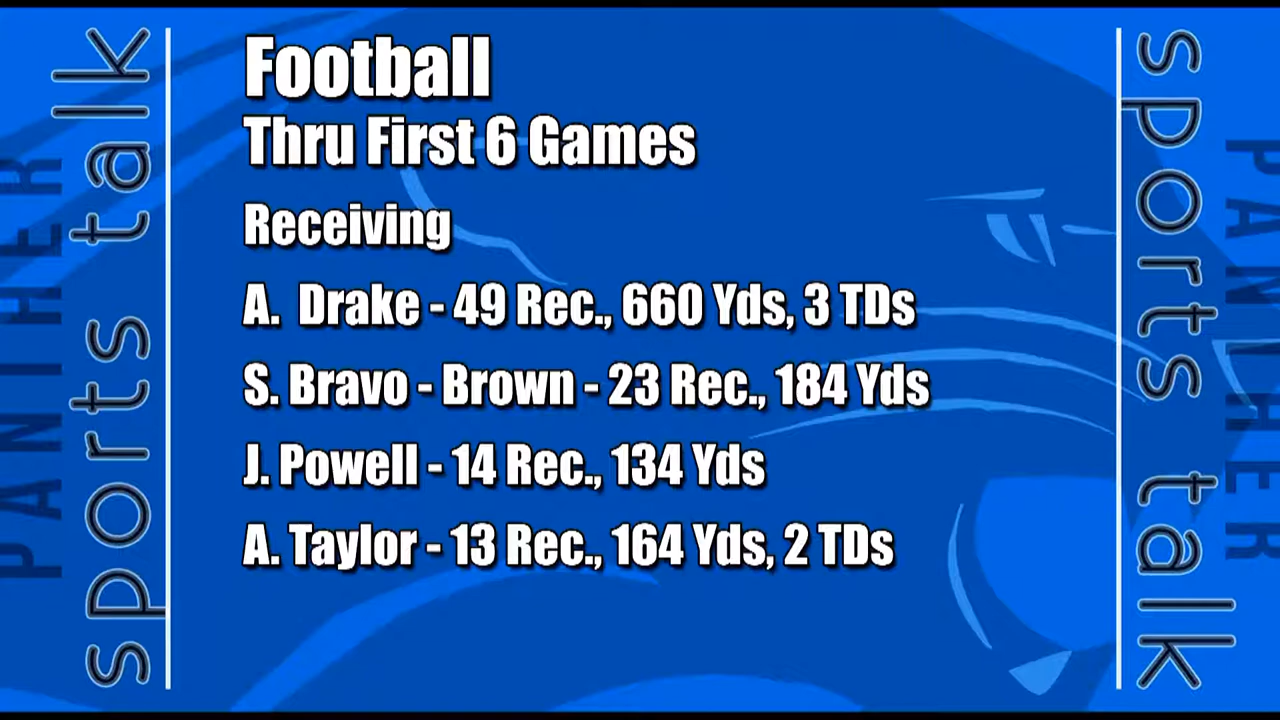 Football
Thru First 6 Games
Receiving
A. Drake - 49 Rec., 660 Yds, 3 TDs
S. Bravo - Brown - 23 Rec., 184 Yds
J. Powell - 14 Rec., 134 Yds
A. Taylor - 13 Rec., 164 Yds, 2 TDs
PANTHER
sports talk
sports talk
PANTHER